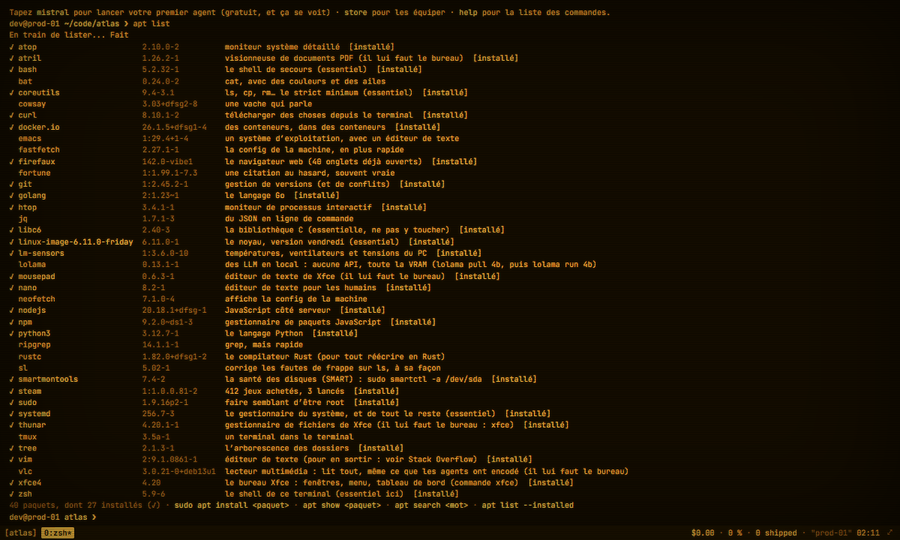 Tapez mistral pour lancer votre premier agent (gratuit, et ça se voit) · store pour les équiper · help pour la liste des commandes.
dev@prod-01 ~/code/atlas ❯ apt list
En train de lister... Fait
✓ atop 2.10.0-2 moniteur système détaillé [installé]
✓ atril 1.26.2-1 visionneuse de documents PDF (il lui faut le bureau) [installé]
✓ bash 5.2.32-1 le shell de secours (essentiel) [installé]
bat 0.24.0-2 cat, avec des couleurs et des ailes
✓ coreutils 9.4-3.1 ls, cp, rm… le strict minimum (essentiel) [installé]
cowsay 3.03+dfsg2-8 une vache qui parle
✓ curl 8.10.1-2 télécharger des choses depuis le terminal [installé]
✓ docker.io 26.1.5+dfsg1-4 des conteneurs, dans des conteneurs [installé]
emacs 1:29.4+1-4 un système d’exploitation, avec un éditeur de texte
fastfetch 2.27.1-1 la config de la machine, en plus rapide
✓ firefaux 142.0-vibe1 le navigateur web (40 onglets déjà ouverts) [installé]
fortune 1:1.99.1-7.3 une citation au hasard, souvent vraie
✓ git 1:2.45.2-1 gestion de versions (et de conflits) [installé]
✓ golang 2:1.23~1 le langage Go [installé]
✓ htop 3.4.1-1 moniteur de processus interactif [installé]
jq 1.7.1-3 du JSON en ligne de commande
✓ libc6 2.40-3 la bibliothèque C (essentielle, ne pas y toucher) [installé]
✓ linux-image-6.11.0-friday 6.11.0-1 le noyau, version vendredi (essentiel) [installé]
✓ lm-sensors 1:3.6.0-10 températures, ventilateurs et tensions du PC [installé]
lolama 0.13.1-1 des LLM en local : aucune API, toute la VRAM (lolama pull 4b, puis lolama run 4b)
✓ mousepad 0.6.3-1 éditeur de texte de Xfce (il lui faut le bureau) [installé]
✓ nano 8.2-1 éditeur de texte pour les humains [installé]
neofetch 7.1.0-4 affiche la config de la machine
✓ nodejs 20.18.1+dfsg-1 JavaScript côté serveur [installé]
✓ npm 9.2.0~ds1-3 gestionnaire de paquets JavaScript [installé]
✓ python3 3.12.7-1 le langage Python [installé]
ripgrep 14.1.1-1 grep, mais rapide
rustc 1.82.0+dfsg1-2 le compilateur Rust (pour tout réécrire en Rust)
sl 5.02-1 corrige les fautes de frappe sur ls, à sa façon
✓ smartmontools 7.4-2 la santé des disques (SMART) : sudo smartctl -a /dev/sda [installé]
✓ steam 1:1.0.0.81-2 412 jeux achetés, 3 lancés [installé]
✓ sudo 1.9.16p2-1 faire semblant d’être root [installé]
✓ systemd 256.7-3 le gestionnaire du système, et de tout le reste (essentiel) [installé]
✓ thunar 4.20.1-1 gestionnaire de fichiers de Xfce (il lui faut le bureau : xfce) [installé]
tmux 3.5a-1 un terminal dans le terminal
✓ tree 2.1.3-1 l’arborescence des dossiers [installé]
✓ vim 2:9.1.0861-1 éditeur de texte (pour en sortir : voir Stack Overflow) [installé]
vlc 3.0.21-0+deb13u1 lecteur multimédia : lit tout, même ce que les agents ont encodé (il lui faut le bureau)
✓ xfce4 4.20 le bureau Xfce : fenêtres, menu, tableau de bord (commande xfce) [installé]
✓ zsh 5.9-6 le shell de ce terminal (essentiel ici) [installé]
40 paquets, dont 27 installés (✓) · sudo apt install <paquet> · apt show <paquet> · apt search <mot> · apt list --installed
dev@prod-01 ~/code/atlas ❯
[atlas] 0:zsh* $0.00 · 0 % · 0 shipped · "prod-01" 02:11